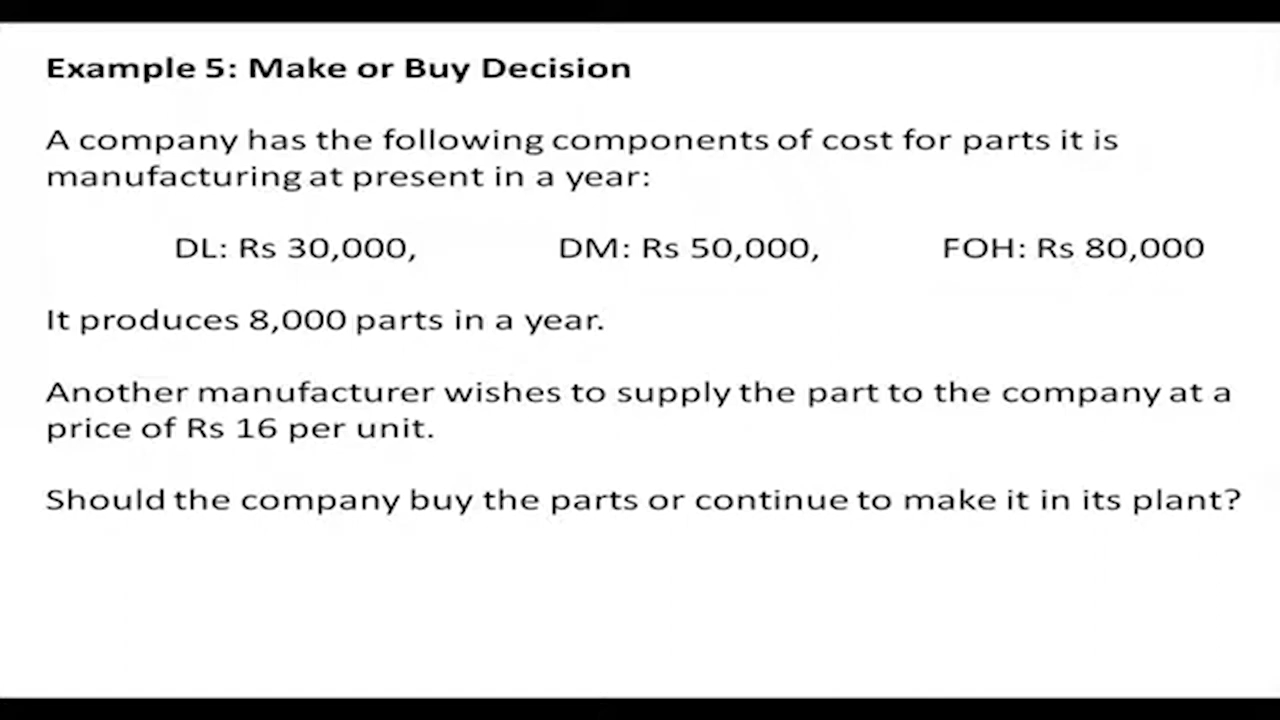 Example 5: Make or Buy Decision
A company has the following components of cost for parts it is
manufacturing at present in a year:
DL: Rs 30,000, DM: Rs 50,000, FOH: Rs 80,000
It produces 8,000 parts in a year.
Another manufacturer wishes to supply the part to the company at a
price of Rs 16 per unit.
Should the company buy the parts or continue to make it in its plant?